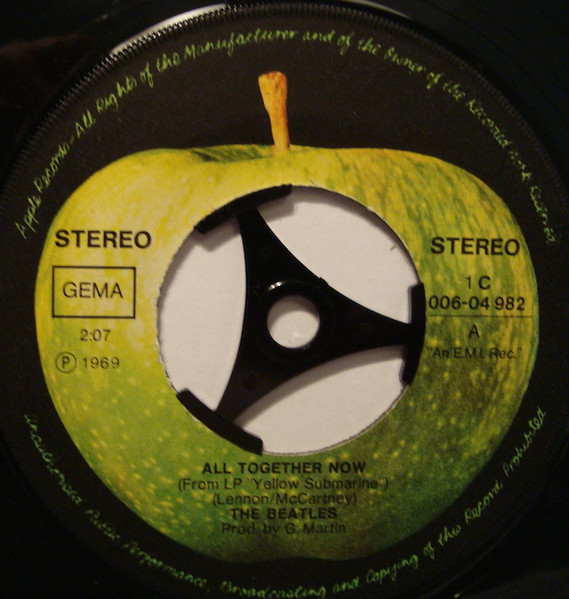 Apple Records-All Rights of the Manufacturer and of the Owner of the Recorded Work Reserved
STEREO
GEMA
2:07
Ⓟ 1969
STEREO
1 C
006-04 982
A
"An E.M.I. Rec."
ALL TOGETHER NOW
(From LP "Yellow Submarine")
(Lennon/McCartney)
THE BEATLES
Prod. by G. Martin
Unauthorised Public Performance, Broadcasting and Copying of this Record Prohibited